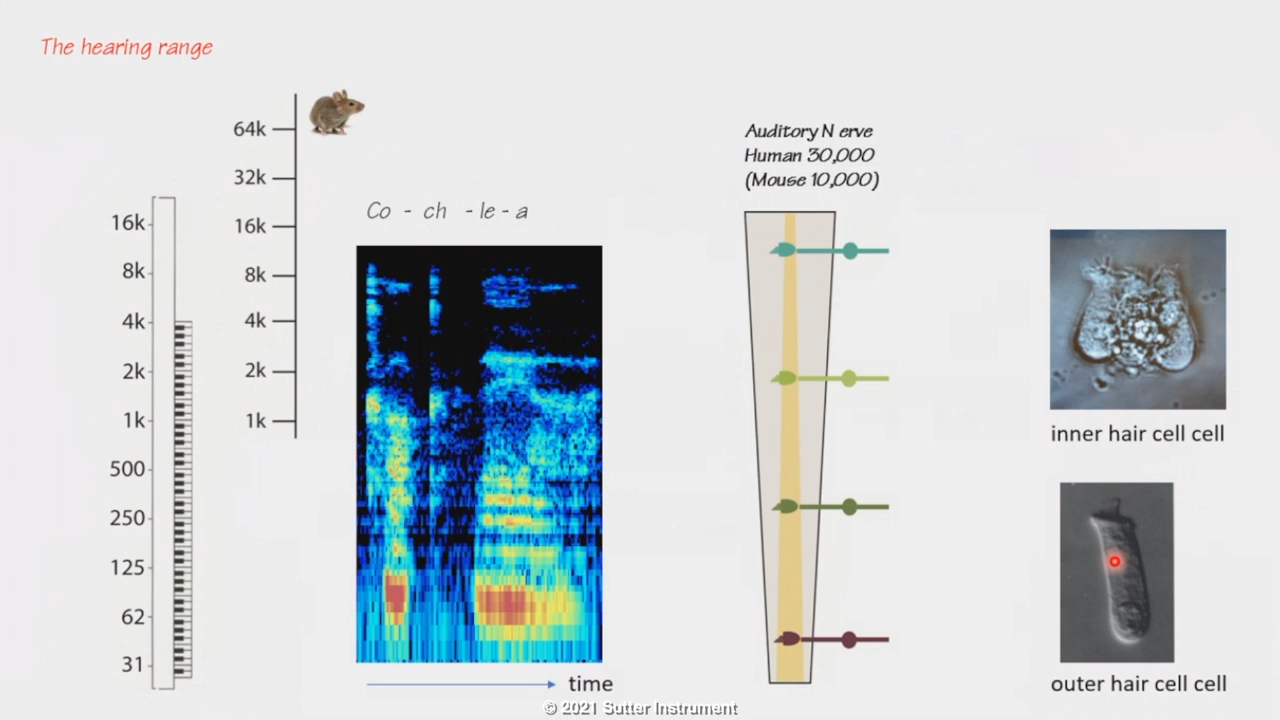 The hearing range
64k
32k
16k
8k
4k
2k
1k
16k
8k
4k
2k
1k
500
250
125
62
31
Co - ch - le - a
time
Auditory N erve
Human 30,000
(Mouse 10,000)
inner hair cell cell
outer hair cell cell
© 2021 Sutter Instrument